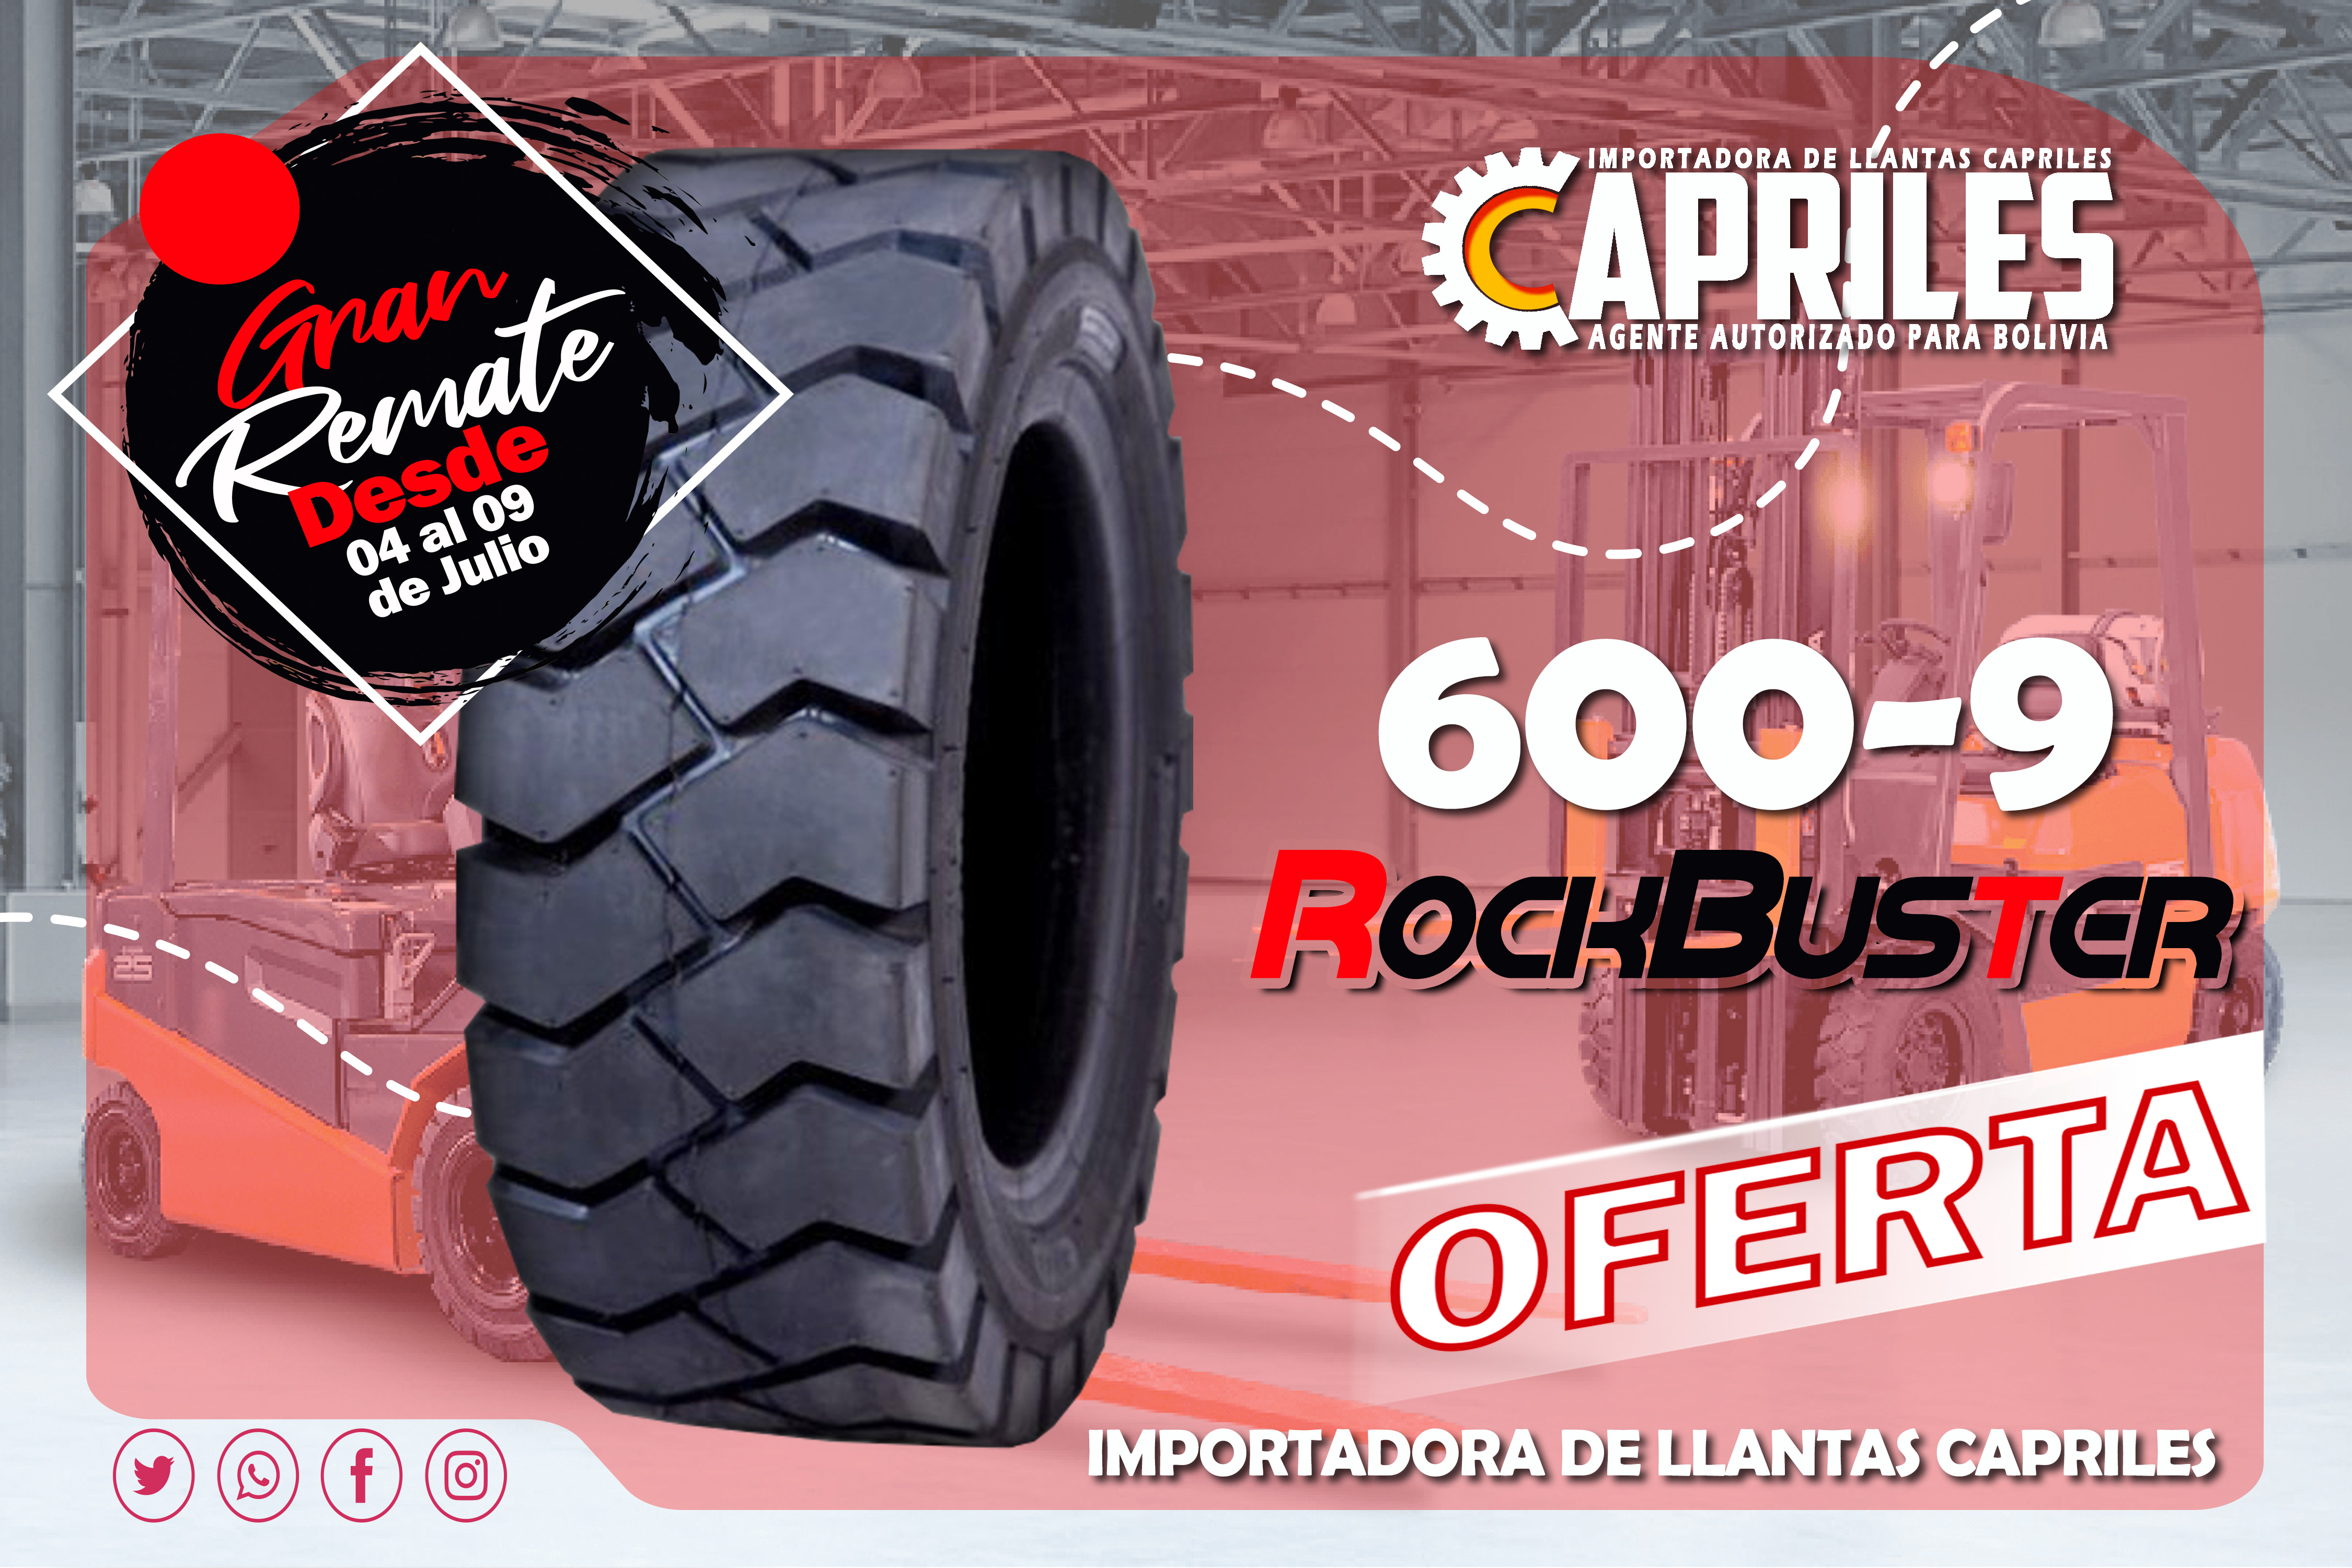 Gran
Remate
Desde
04 al 09
de Julio
IMPORTADORA DE LLANTAS CAPRILES
CAPRILES
AGENTE AUTORIZADO PARA BOLIVIA
600-9
ROCKBUSTER
25
OFERTA
IMPORTADORA DE LLANTAS CAPRILES